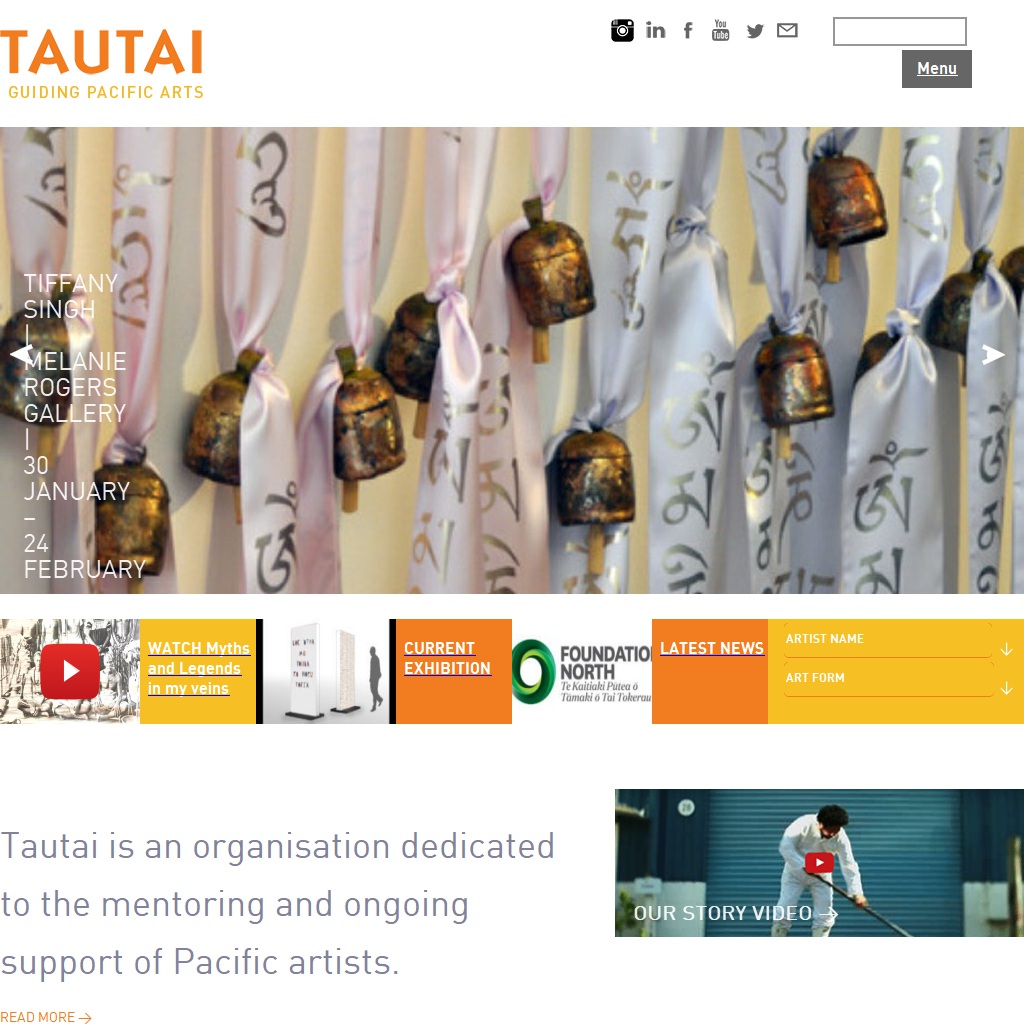 TAUTAI
GUIDING PACIFIC ARTS
You
Tube
Menu
TIFFANY
SINGH
|
MELANIE
ROGERS
GALLERY
|
30
JANUARY
–
24
FEBRUARY
WATCH Myths
and Legends
in my veins
CURRENT
EXHIBITION
FOUNDATIO
NORTH
Te Kaitiaki Pūtea ō
Tāmaki ō Tai Tokerau
LATEST NEWS
ARTIST NAME
ART FORM
Tautai is an organisation dedicated
to the mentoring and ongoing
support of Pacific artists.
28
OUR STORY VIDEO →
READ MORE →